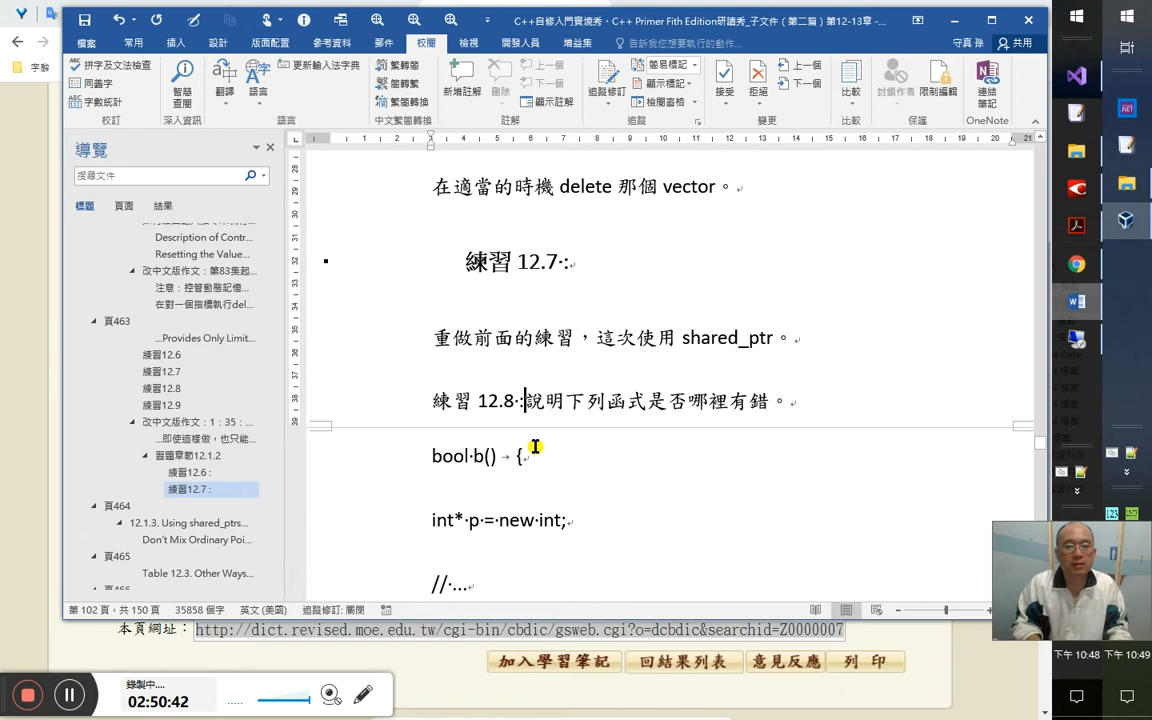 C++自修入門實境秀、C++ Primer Fith Edition研讀秀_子文件（第二篇）第12-13章 -...
檔案 常用 插入 設計 版面配置 參考資料 郵件 校閱 檢視 開發人員 增益集 告訴我您想要執行的動作... 守真 孫 共用
字齡
拼字及文法檢查
同義字
字數統計
校訂
智慧查閱
深入資訊
翻譯 語言
更新輸入法字典
語言
繁轉簡
簡轉繁
繁簡轉換
中文繁簡轉換
新增註解 刪除
上一個
下一個
顯示註解
註解
追蹤修訂
簡易標記
顯示標記
檢閱窗格
追蹤
接受 拒絕
上一個
下一個
變更
比較
比較
封鎖作者 限制編輯
保護
連結筆記
OneNote
導覽
搜尋文件
標題 頁面 結果
Description of Contr...
Resetting the Value...
改中文版作文：第83集起...
注意：控管動態記憶...
在對一個指標執行del...
頁463
...Provides Only Limit...
練習12.6
練習12.7
練習12.8
練習12.9
改中文版作文：1：35：...
...即使這樣做，也只能...
習題章節12.1.2
練習12.6 :
練習12.7 :
頁464
12.1.3. Using shared_ptrs...
Don't Mix Ordinary Poi...
頁465
Table 12.3. Other Ways...
頁466
在適當的時機 delete 那個 vector。
練習 12.7 :
重做前面的練習，這次使用 shared_ptr。
練習 12.8 :說明下列函式是否哪裡有錯。
bool b() {
int* p = new int;
// ...
第 102 頁，共 150 頁 35858 個字 英文 (美國) 追蹤修訂: 關閉
本頁網址： http://dict.revised.moe.edu.tw/cgi-bin/cbdic/gsweb.cgi?o=dcbdic&searchid=Z0000007
加入學習筆記 回結果列表 意見反應 列 印
錄製中....
02:50:42
下午 10:48 下午 10:49